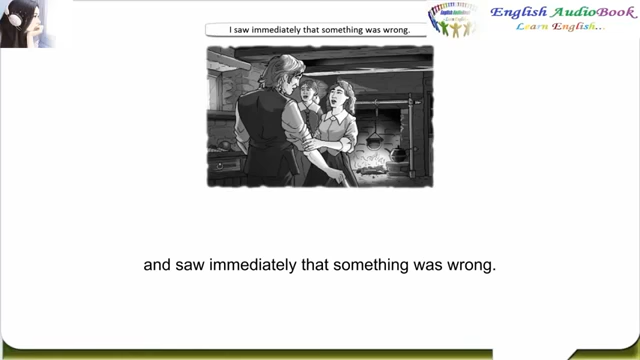 I saw immediately that something was wrong.
English AudioBook
Learn English...
and saw immediately that something was wrong.